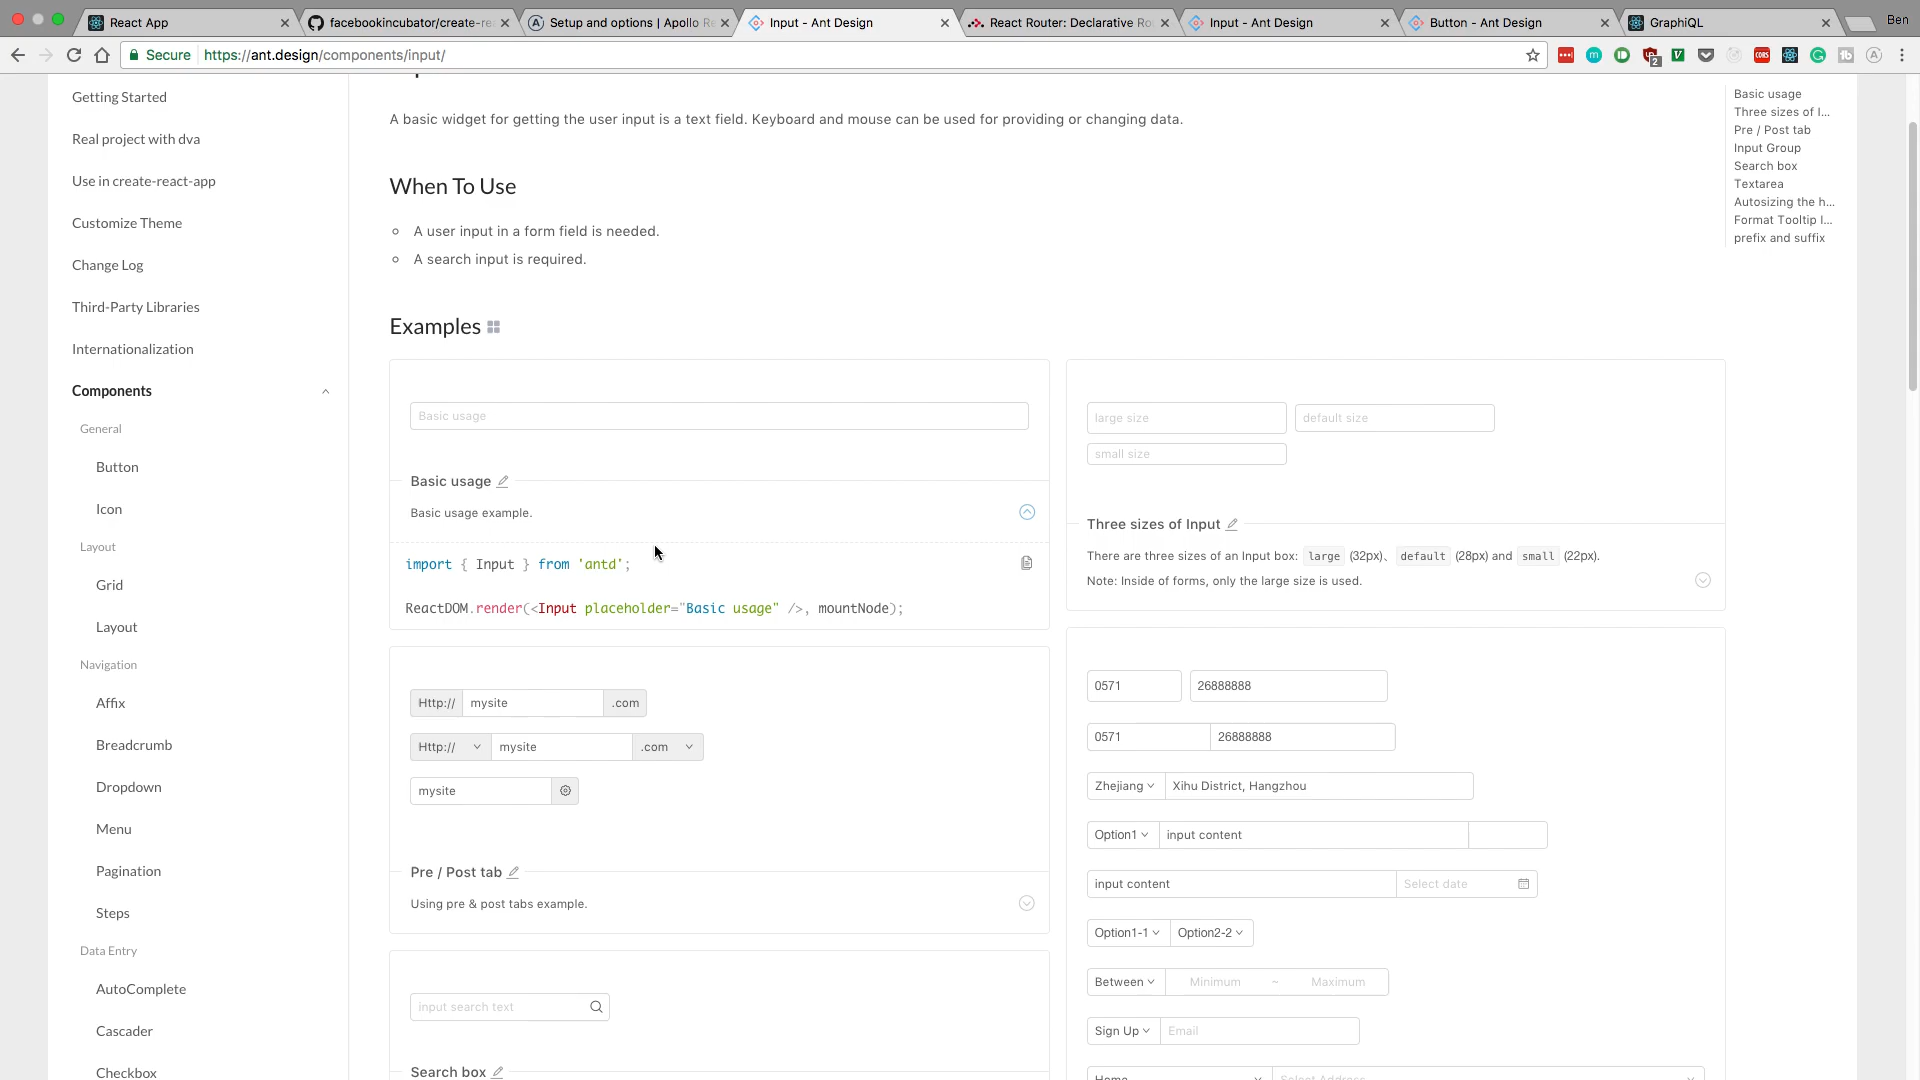 React App
facebookincubator/create-re
Setup and options | Apollo Re
Input - Ant Design
React Router: Declarative Ro
Input - Ant Design
Button - Ant Design
GraphiQL
Ben
Secure
https://ant.design/components/input/
2
CORS
Getting Started
Real project with dva
Use in create-react-app
Customize Theme
Change Log
Third-Party Libraries
Internationalization
Components
General
Button
Icon
Layout
Grid
Layout
Navigation
Affix
Breadcrumb
Dropdown
Menu
Pagination
Steps
Data Entry
AutoComplete
Cascader
Checkbox
A basic widget for getting the user input is a text field. Keyboard and mouse can be used for providing or changing data.
When To Use
A user input in a form field is needed.
A search input is required.
Examples
Basic usage
Basic usage
Basic usage example.
import { Input } from 'antd';
ReactDOM.render(<Input placeholder="Basic usage" />, mountNode);
Http:// mysite .com
Http:// mysite .com
mysite
Pre / Post tab
Using pre & post tabs example.
input search text
Search box
large size
default size
small size
Three sizes of Input
There are three sizes of an Input box: large (32px)、 default (28px) and small (22px).
Note: Inside of forms, only the large size is used.
0571 26888888
0571 26888888
Zhejiang Xihu District, Hangzhou
Option1 input content
input content Select date
Option1-1 Option2-2
Between Minimum ~ Maximum
Sign Up Email
Home Select Address
Basic usage
Three sizes of I...
Pre / Post tab
Input Group
Search box
Textarea
Autosizing the h...
Format Tooltip I...
prefix and suffix